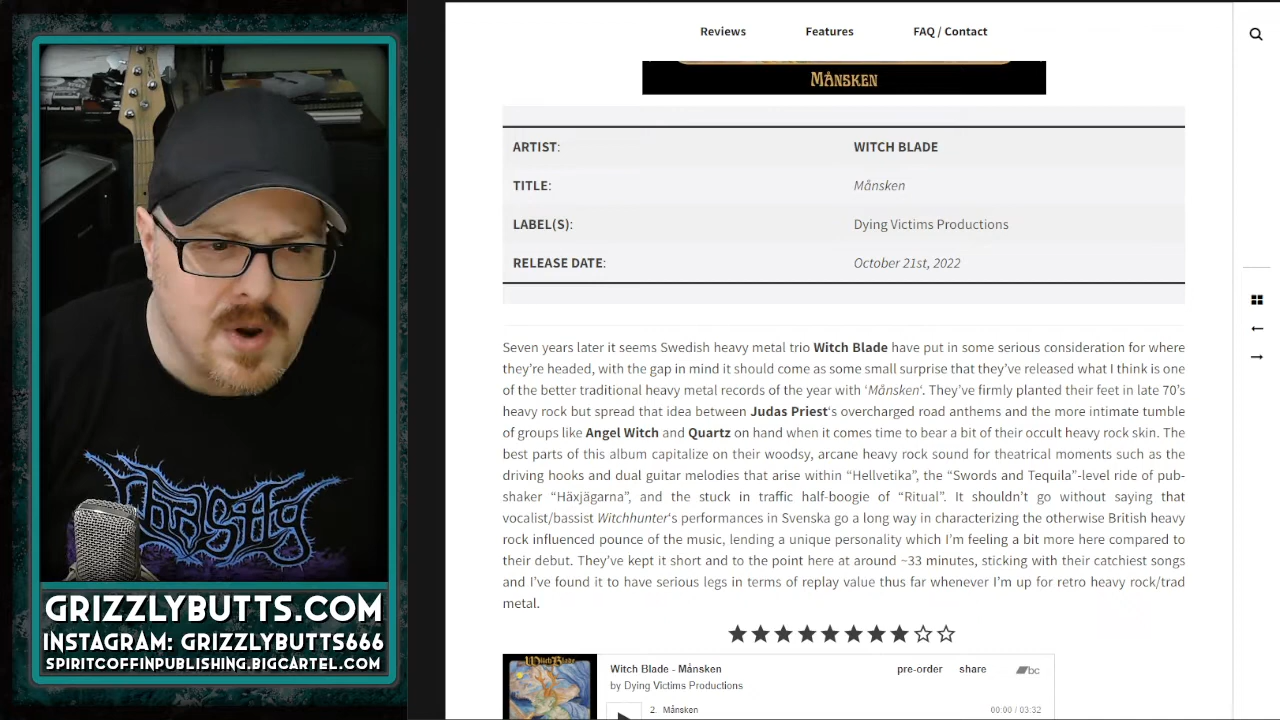 Reviews
Features
FAQ / Contact
MÅNSKEN
ARTIST:
WITCH BLADE
TITLE:
Månsken
LABEL(S):
Dying Victims Productions
RELEASE DATE:
October 21st, 2022
Seven years later it seems Swedish heavy metal trio Witch Blade have put in some serious consideration for where
they’re headed, with the gap in mind it should come as some small surprise that they’ve released what I think is one
of the better traditional heavy metal records of the year with ‘Månsken‘. They’ve firmly planted their feet in late 70’s
heavy rock but spread that idea between Judas Priest‘s overcharged road anthems and the more intimate tumble
of groups like Angel Witch and Quartz on hand when it comes time to bear a bit of their occult heavy rock skin. The
best parts of this album capitalize on their woodsy, arcane heavy rock sound for theatrical moments such as the
driving hooks and dual guitar melodies that arise within “Hellvetika”, the “Swords and Tequila”-level ride of pub-
shaker “Häxjägarna”, and the stuck in traffic half-boogie of “Ritual”. It shouldn’t go without saying that
vocalist/bassist Witchhunter‘s performances in Svenska go a long way in characterizing the otherwise British heavy
rock influenced pounce of the music, lending a unique personality which I’m feeling a bit more here compared to
their debut. They’ve kept it short and to the point here at around ~33 minutes, sticking with their catchiest songs
and I’ve found it to have serious legs in terms of replay value thus far whenever I’m up for retro heavy rock/trad
metal.
Witch Blade
Witch Blade - Månsken
pre-order
share
bc
by Dying Victims Productions
2. Månsken
00:00 / 03:32
Ghastly
GRIZZLYBUTTS.COM
INSTAGRAM: GRIZZLYBUTTS666
SPIRITCOFFINPUBLISHING.BIGCARTEL.COM